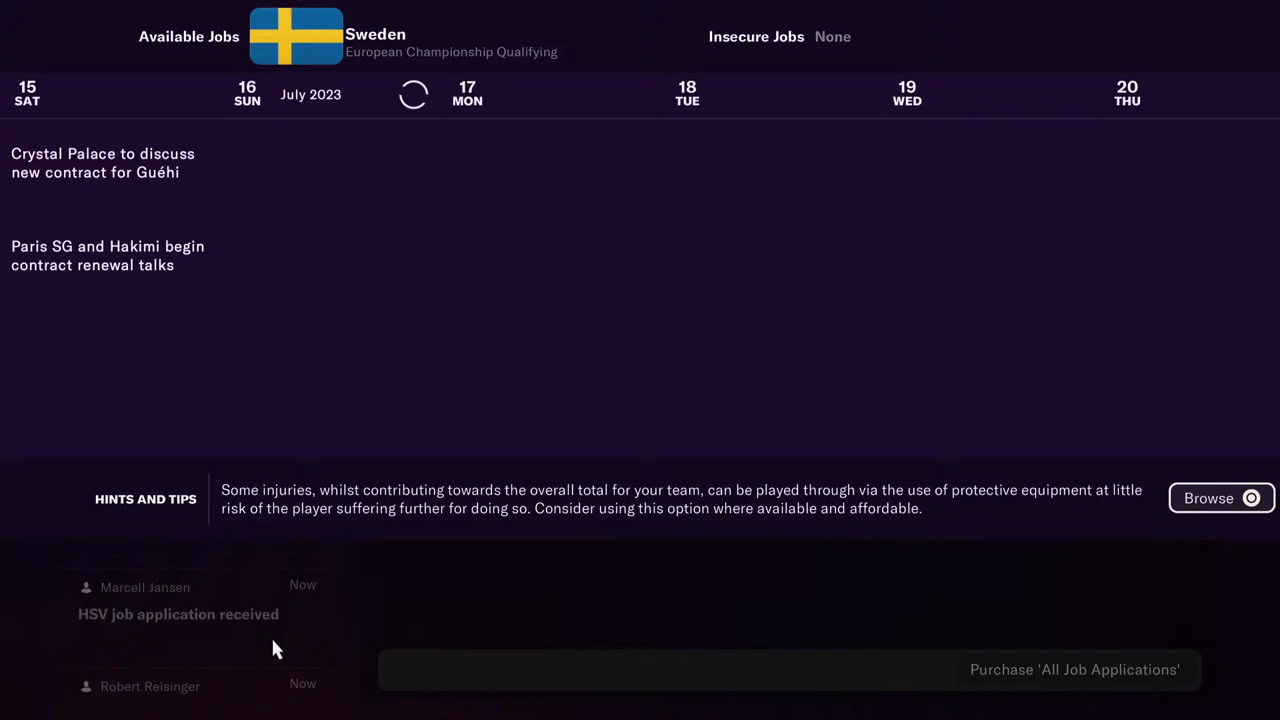 Available Jobs
Sweden
European Championship Qualifying
Insecure Jobs None
15 SAT
16 SUN
July 2023
17 MON
18 TUE
19 WED
20 THU
Crystal Palace to discuss
new contract for Guéhi
Paris SG and Hakimi begin
contract renewal talks
HINTS AND TIPS
Some injuries, whilst contributing towards the overall total for your team, can be played through via the use of protective equipment at little
risk of the player suffering further for doing so. Consider using this option where available and affordable.
Browse
Marcell Jansen Now
HSV job application received
Robert Reisinger Now
Purchase 'All Job Applications'